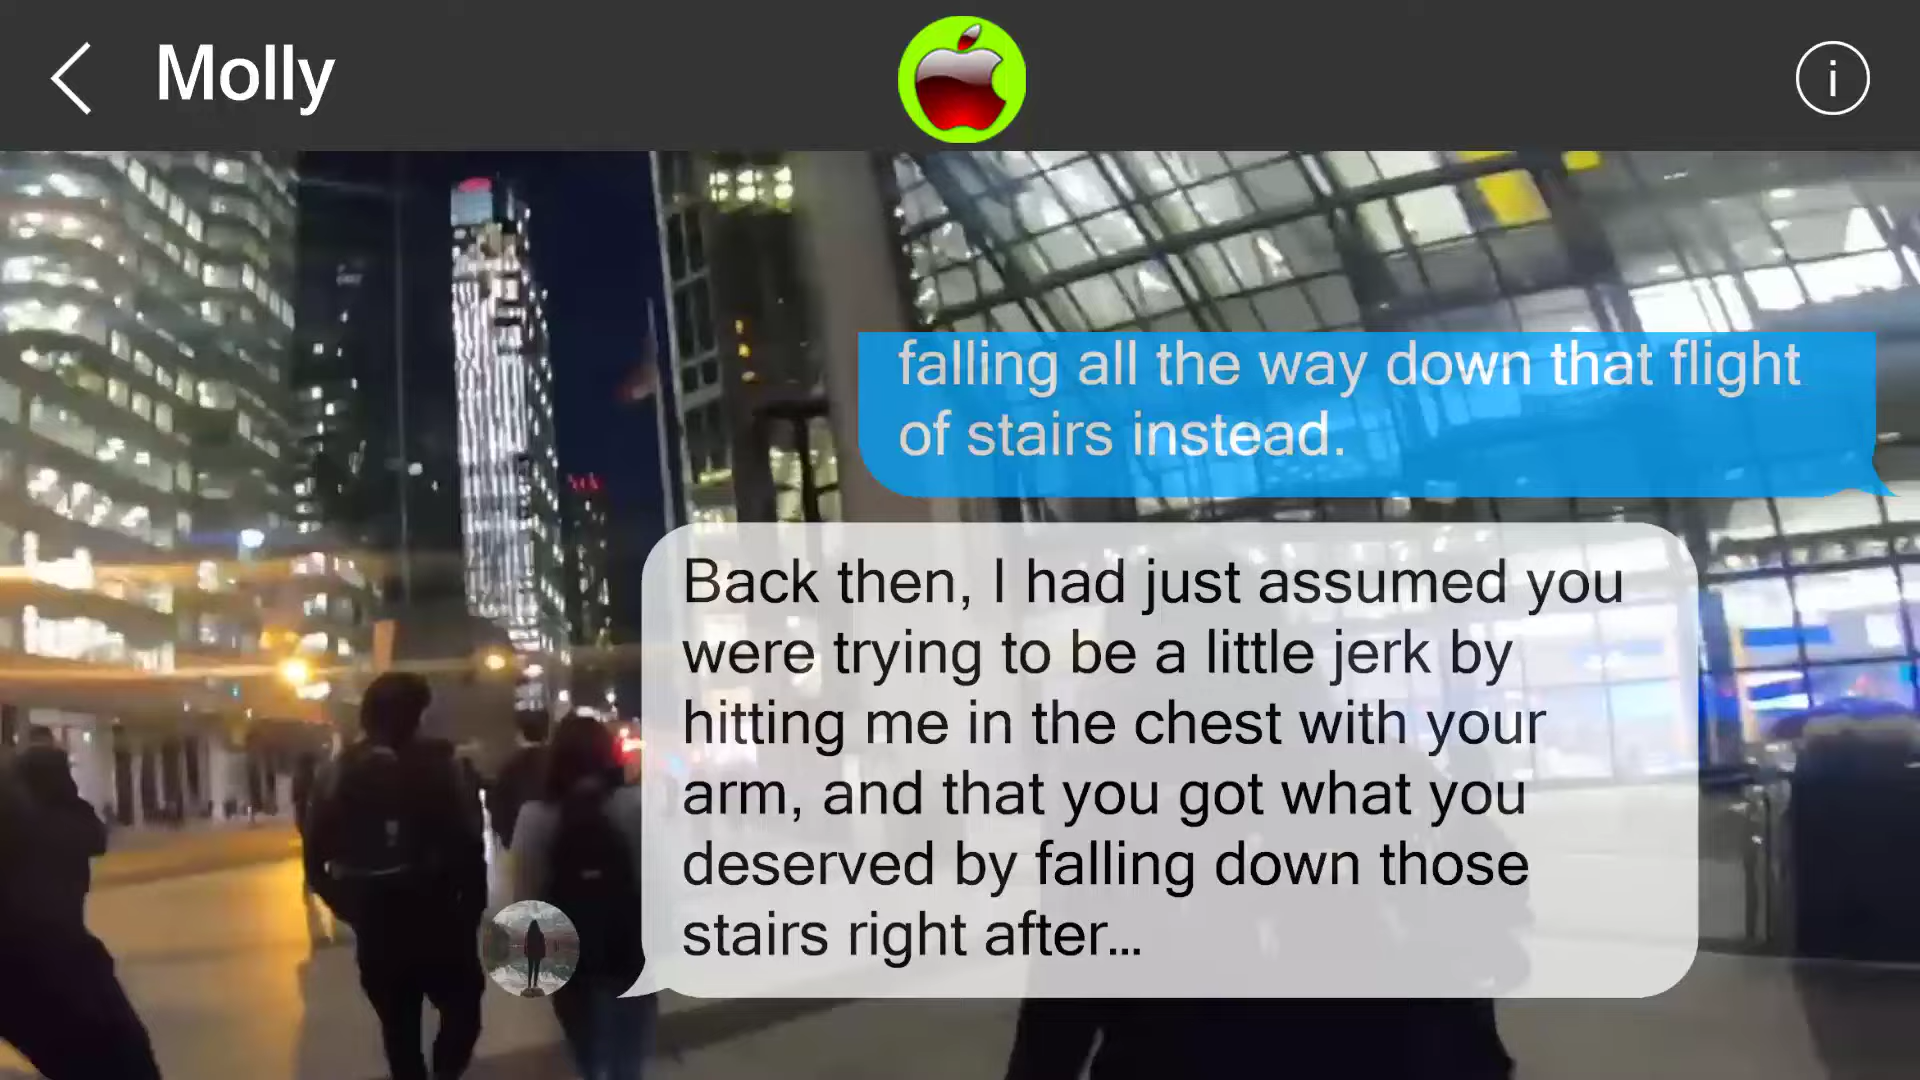 Molly
falling all the way down that flight
of stairs instead.
Back then, I had just assumed you
were trying to be a little jerk by
hitting me in the chest with your
arm, and that you got what you
deserved by falling down those
stairs right after...